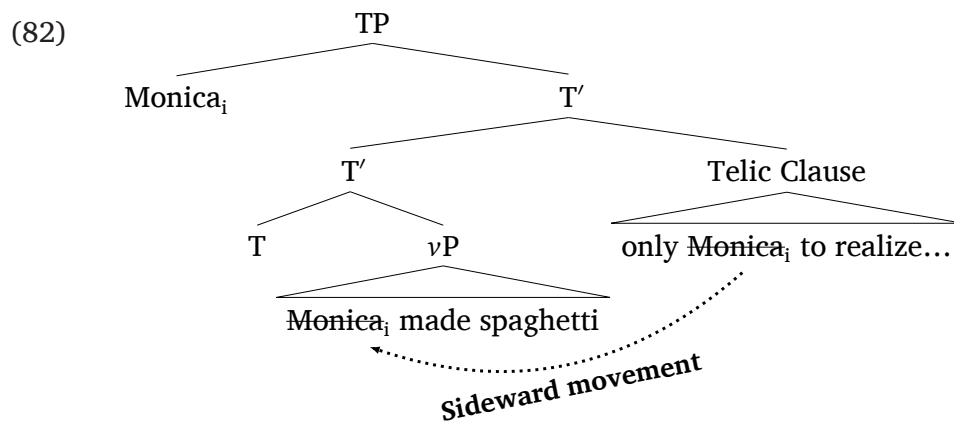 (82)
TP
Monicaᵢ
T′
T′
Telic Clause
T
vP
only Monicaᵢ to realize…
Monicaᵢ made spaghetti
Sideward movement